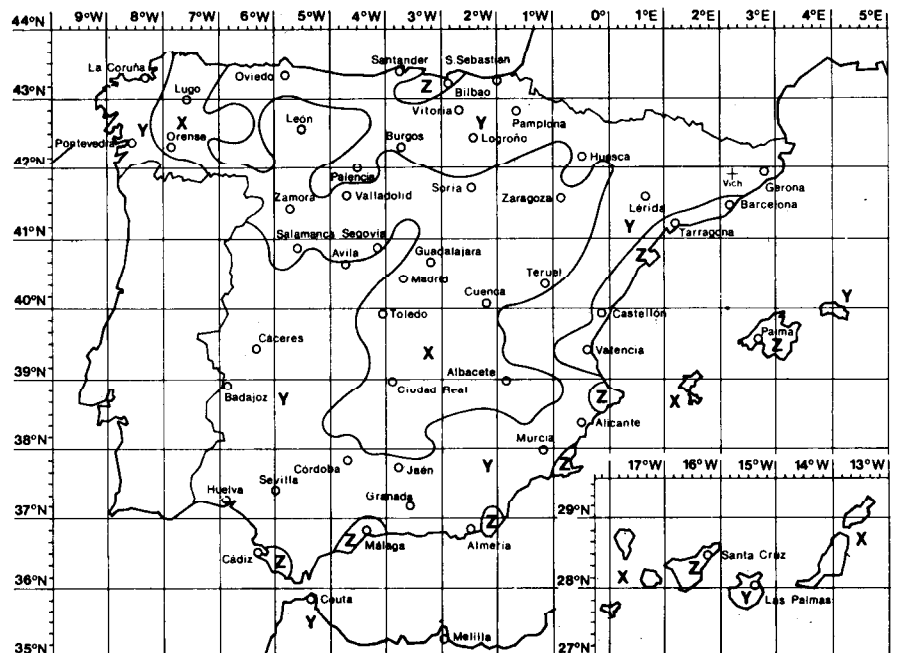 44°N 9°W 8°W 7°W 6°W 5°W 4°W 3°W 2°W 1°W 0° 1°E 2°E 3°E 4°E 5°E
Santander S.Sebastian
La Coruña Oviedo Z Bilbao
43°N Lugo Vitoria Pamplona
Y X León Y
Pontevedra Orense Burgos Logroño
42°N Huesca
Palencia Vich Gerona
Zamora Valladolid Soria Zaragoza Lérida Barcelona
41°N Y Tarragona
Salamanca Segovia
Avila Guadalajara Z
Madrid Teruel
40°N Cuenca Y
Toledo Castellón
Palma
Caceres X Valencia Z
39°N Albacete
Ciudad Real
Badajoz Y Z X
Alicante
38°N Murcia
Córdoba Jaén Y Z 17°W 16°W 15°W 14°W 13°W
Sevilla
37°N Huelva Granada
Z 29°N
Z Málaga Almeria X
Cádiz Z Santa Cruz
36°N 28°N X Z
Ceuta Y Las Palmas
Y
35°N Melilla 27°N